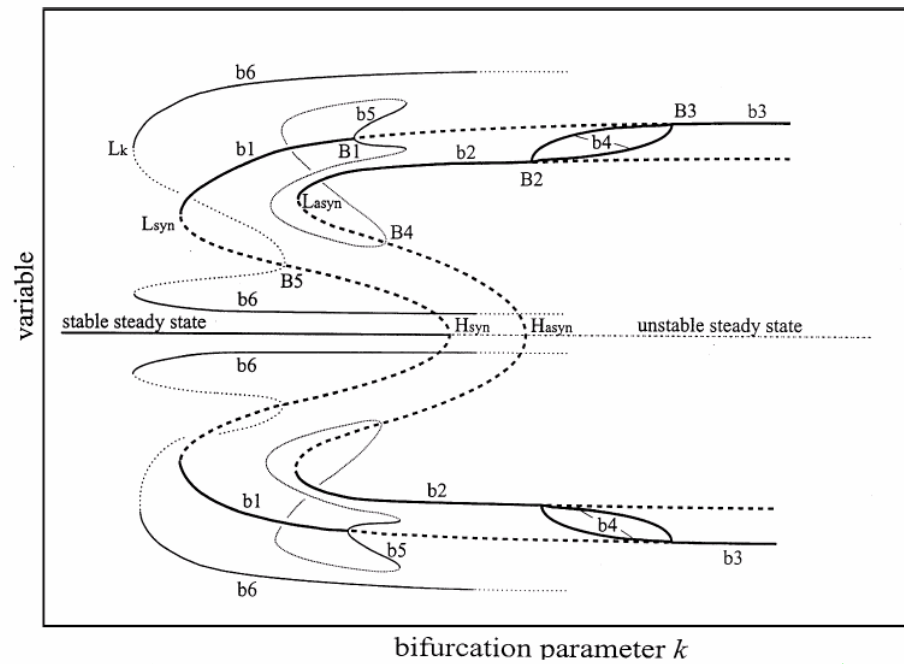 b6
B3
b3
b5
b4
Lk
b1
B1
b2
B2
Lasyn
Lsyn
B4
B5
b6
variable
stable steady state
Hsyn
Hasyn
unstable steady state
b6
b2
b1
b4
b5
b3
b6
bifurcation parameter k